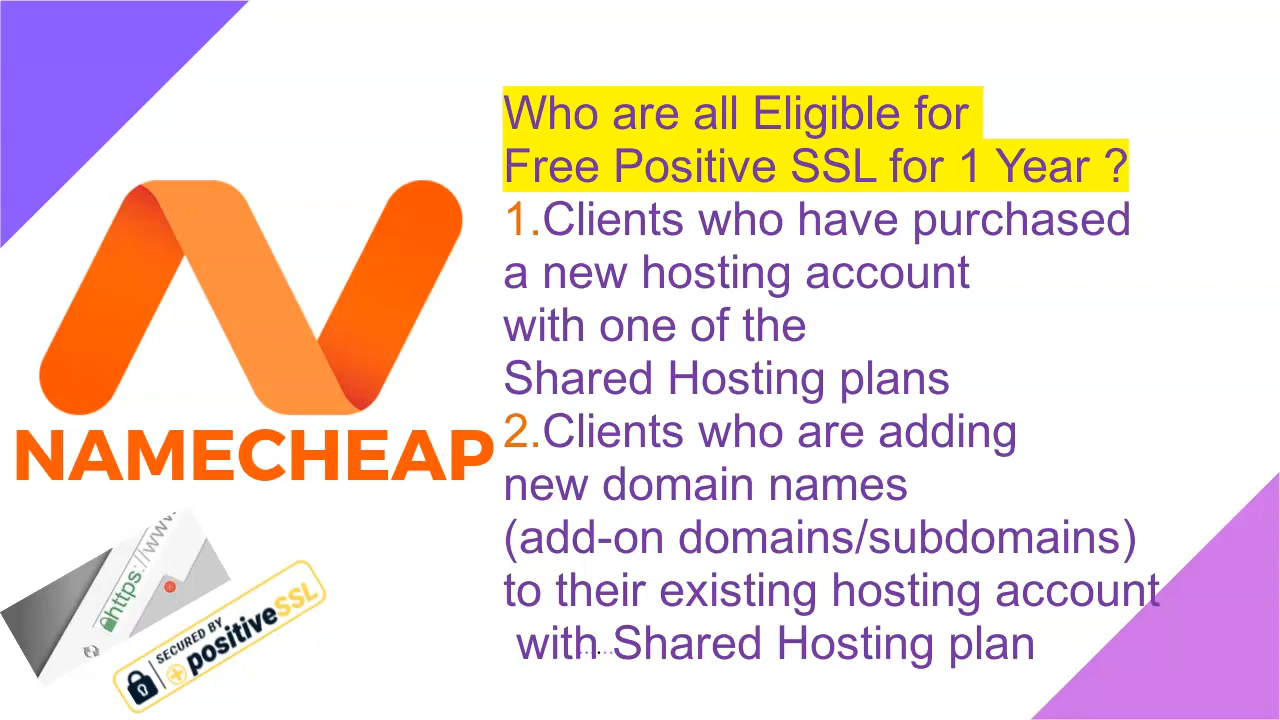 Who are all Eligible for
Free Positive SSL for 1 Year ?
1.Clients who have purchased
a new hosting account
with one of the
Shared Hosting plans
2.Clients who are adding
new domain names
(add-on domains/subdomains)
to their existing hosting account
with Shared Hosting plan
NAMECHEAP
https://www.
SECURED BY
positiveSSL